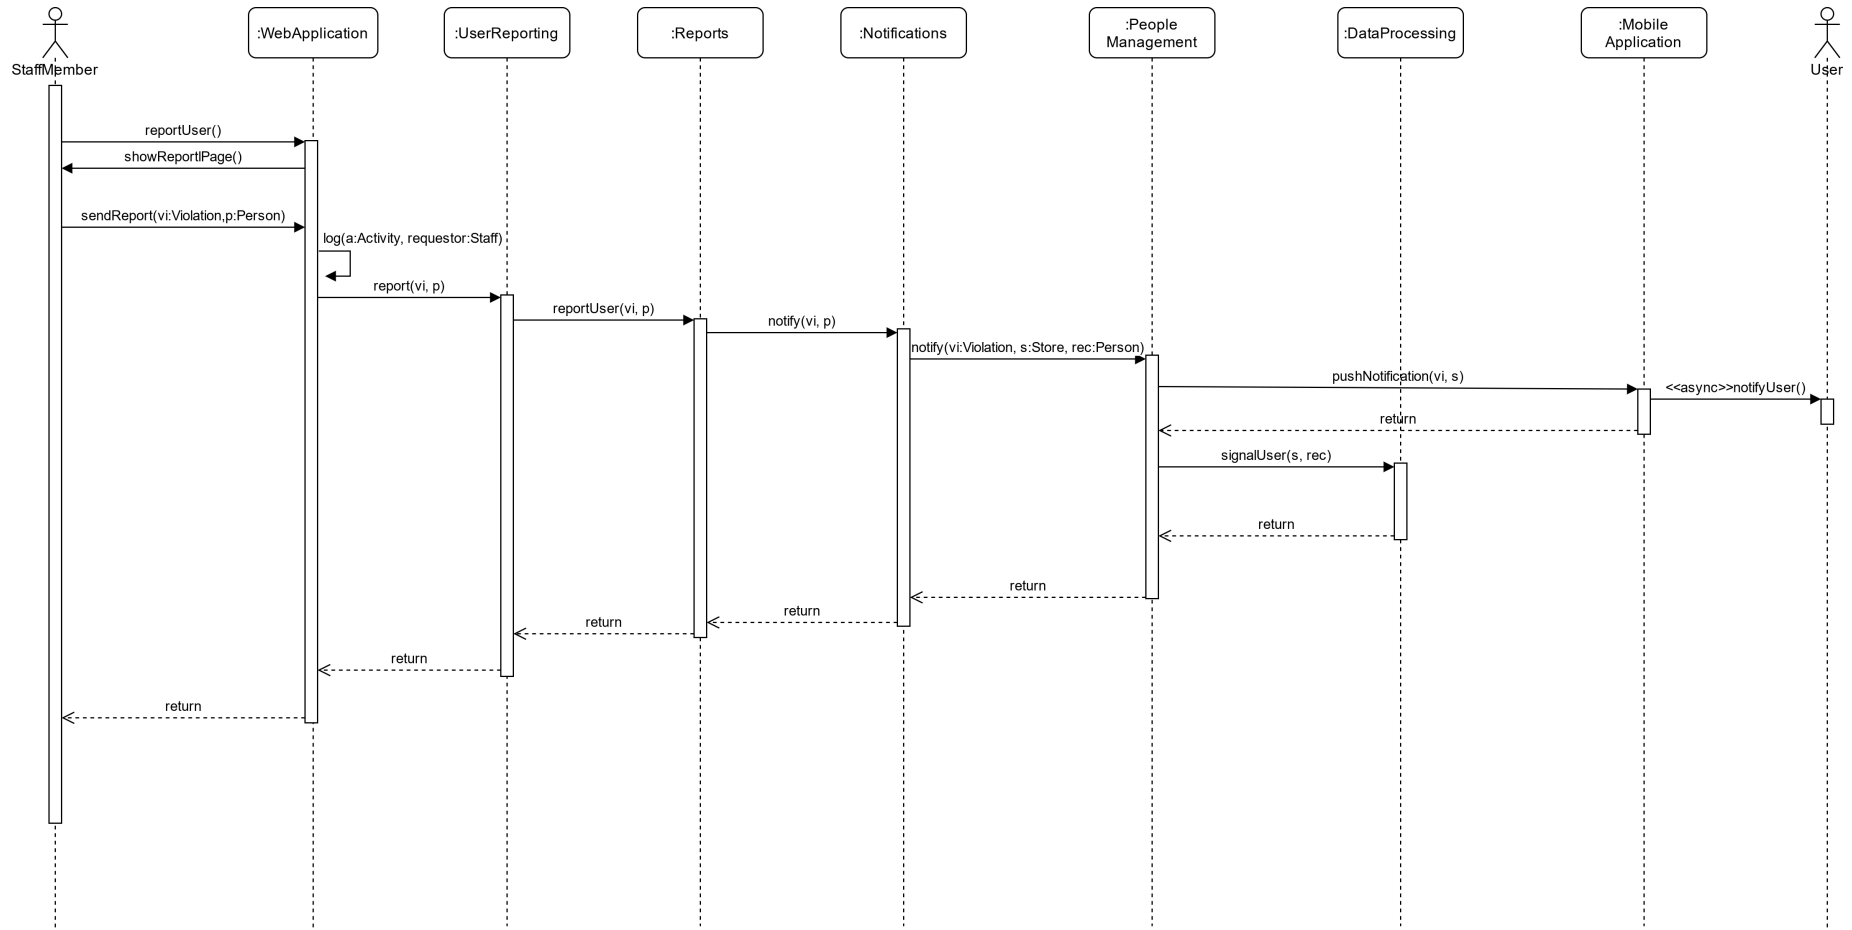 StaffMember
:WebApplication
:UserReporting
:Reports
:Notifications
:People
Management
:DataProcessing
:Mobile
Application
User
reportUser()
showReportlPage()
sendReport(vi:Violation,p:Person)
log(a:Activity, requestor:Staff)
report(vi, p)
reportUser(vi, p)
notify(vi, p)
notify(vi:Violation, s:Store, rec:Person)
pushNotification(vi, s)
<<async>>notifyUser()
return
signalUser(s, rec)
return
return
return
return
return
return